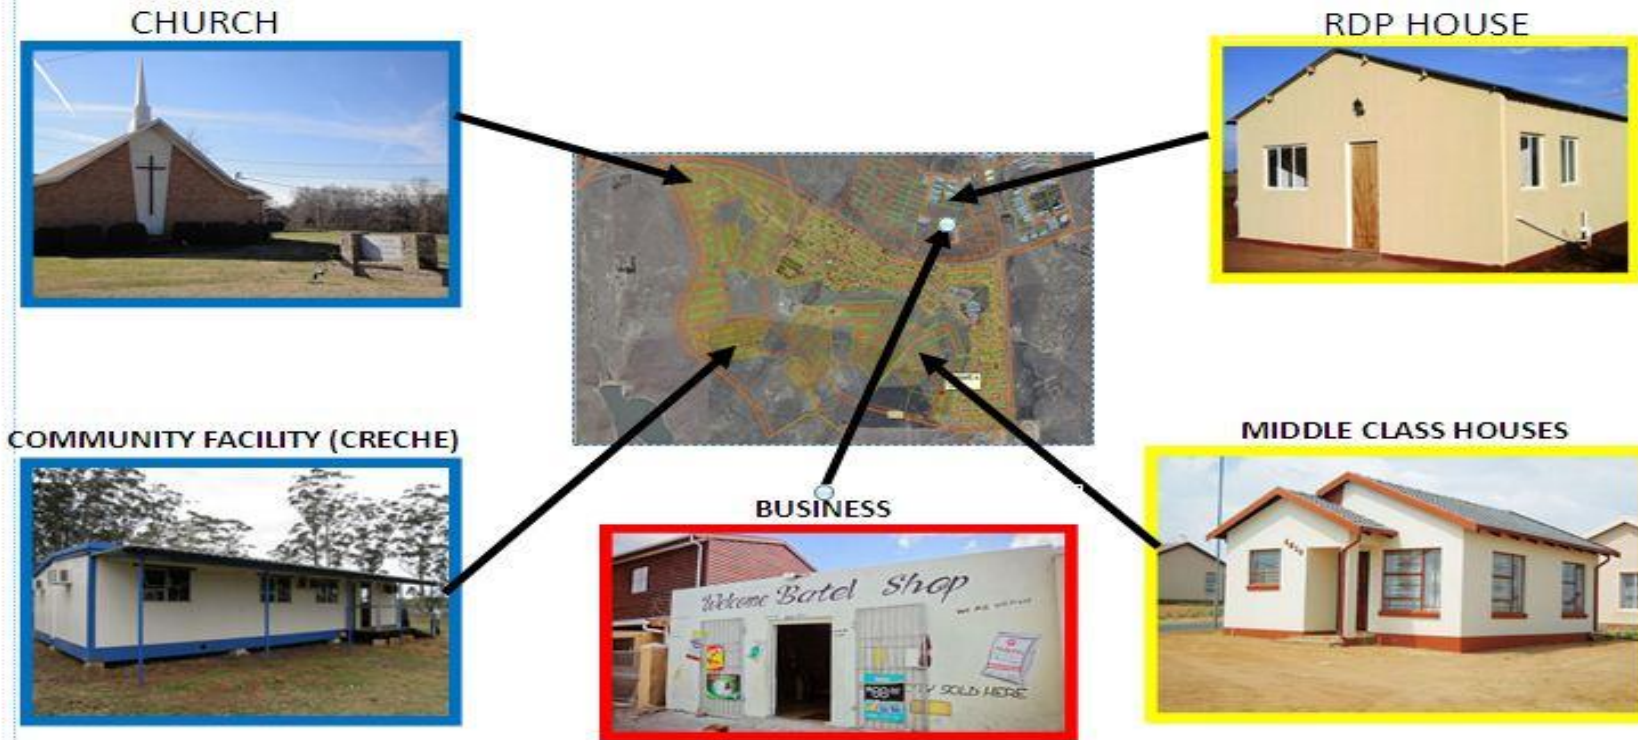 CHURCH
RDP HOUSE
COMMUNITY FACILITY (CRECHE)
BUSINESS
MIDDLE CLASS HOUSES
Welcome Batel Shop
SOLD HERE